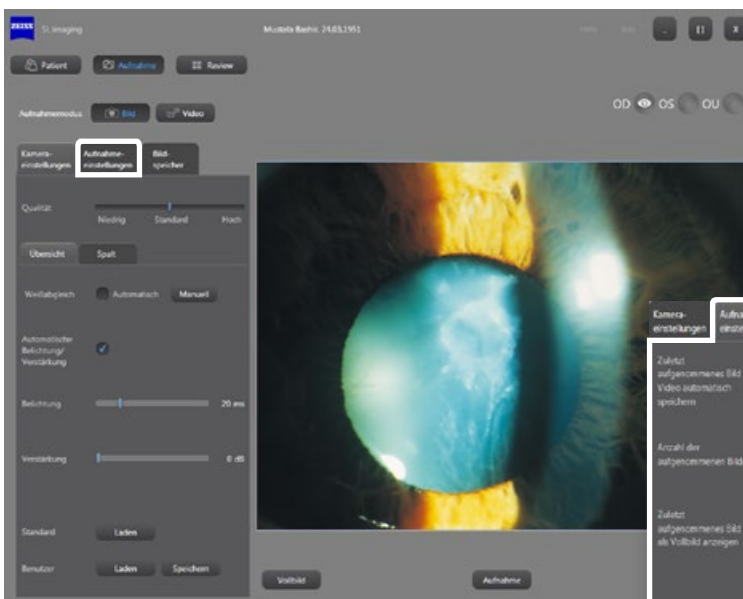 ZEISS SL Imaging
24.03.1951
X
Patient Aufnahme Review
OD OS OU
Aufnahmemodus Bild Video
Kamera-
einstellungen
Aufnahme-
einstellungen
Bild-
speicher
Qualität
Niedrig Standard Hoch
Übersicht Spalt
Weißabgleich Automatisch Manuell
Automatische
Belichtung/
Verstärkung
Belichtung 20 ms
Verstärkung 0 dB
Standard Laden
Benutzer Laden Speichern
Vollbild Aufnahme
Kamera-
einstellungen
Aufna
einste
Zuletzt
aufgenommenes Bild
Video automatisch
speichern
Anzahl der
aufgenommenen Bilde
Zuletzt
aufgenommenes Bild
als Vollbild anzeigen